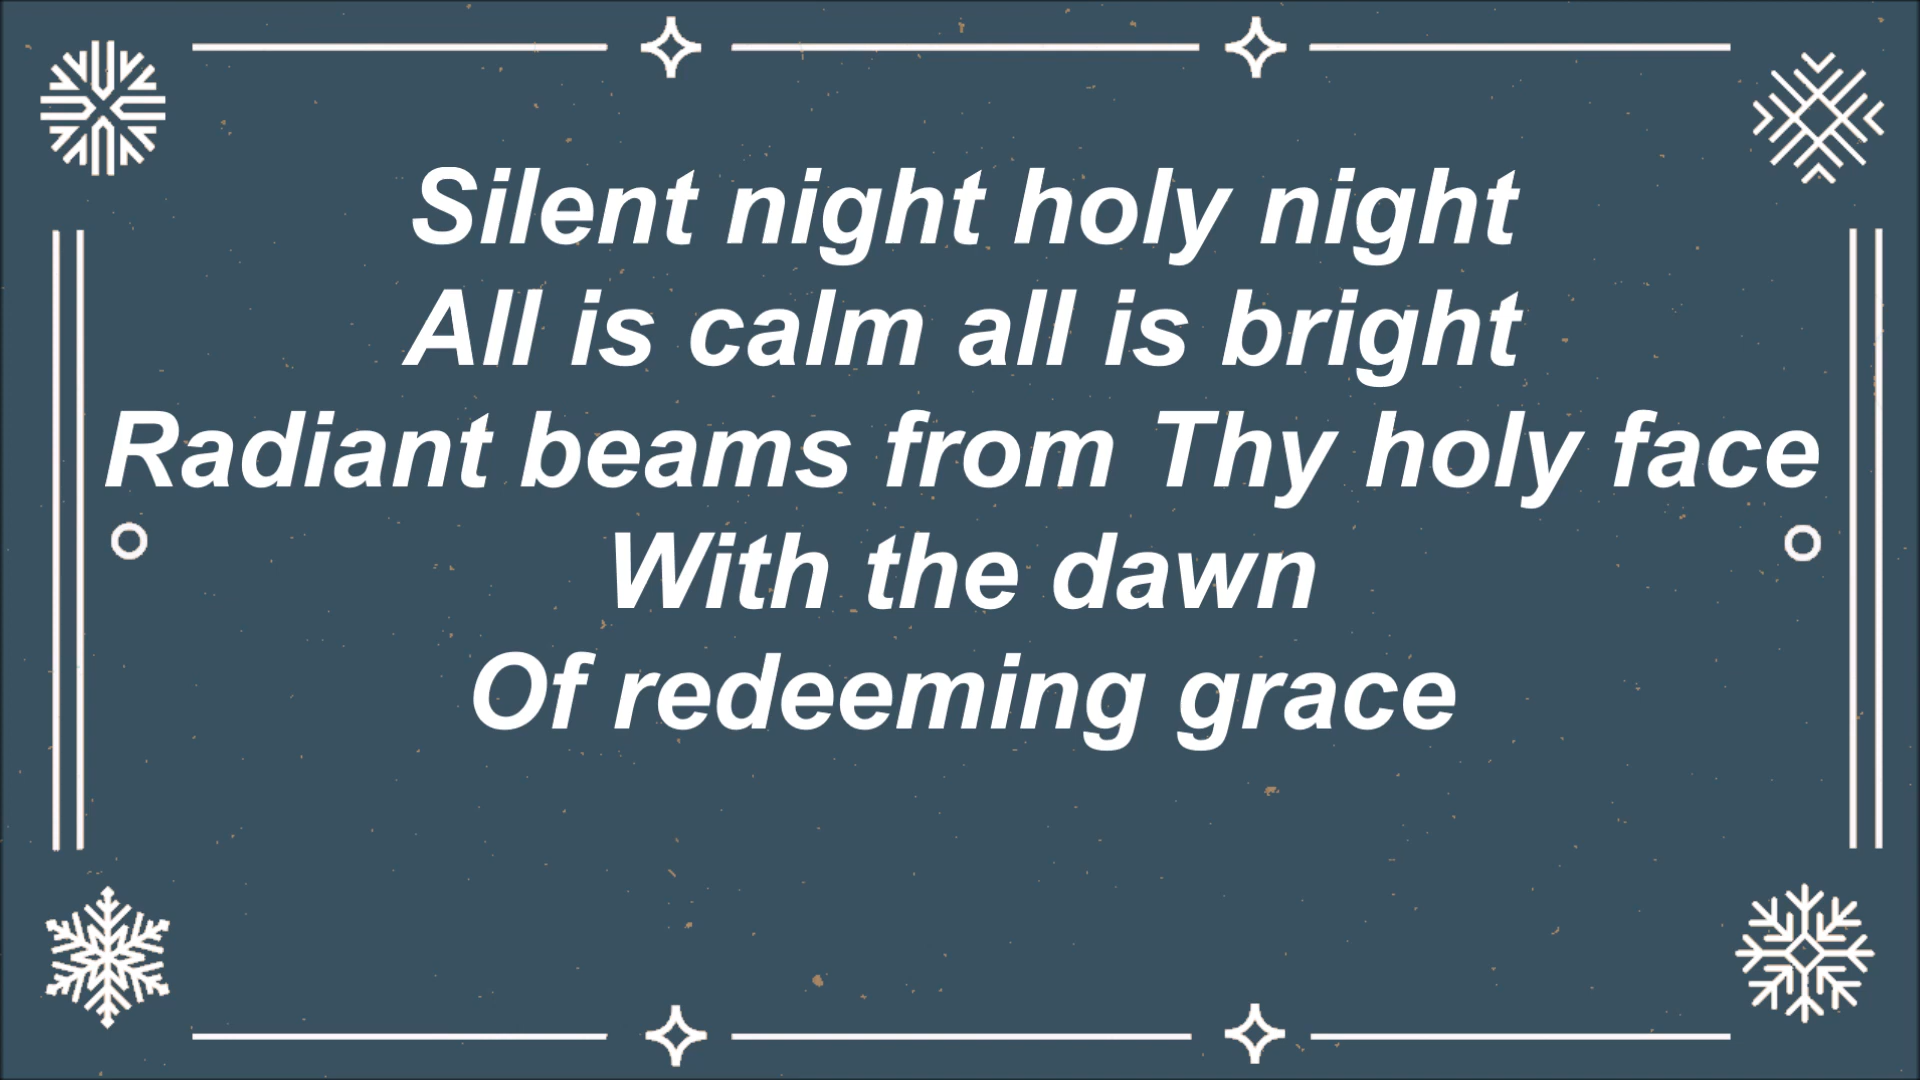 Silent night holy night
All is calm all is bright
Radiant beams from Thy holy face
With the dawn
Of redeeming grace